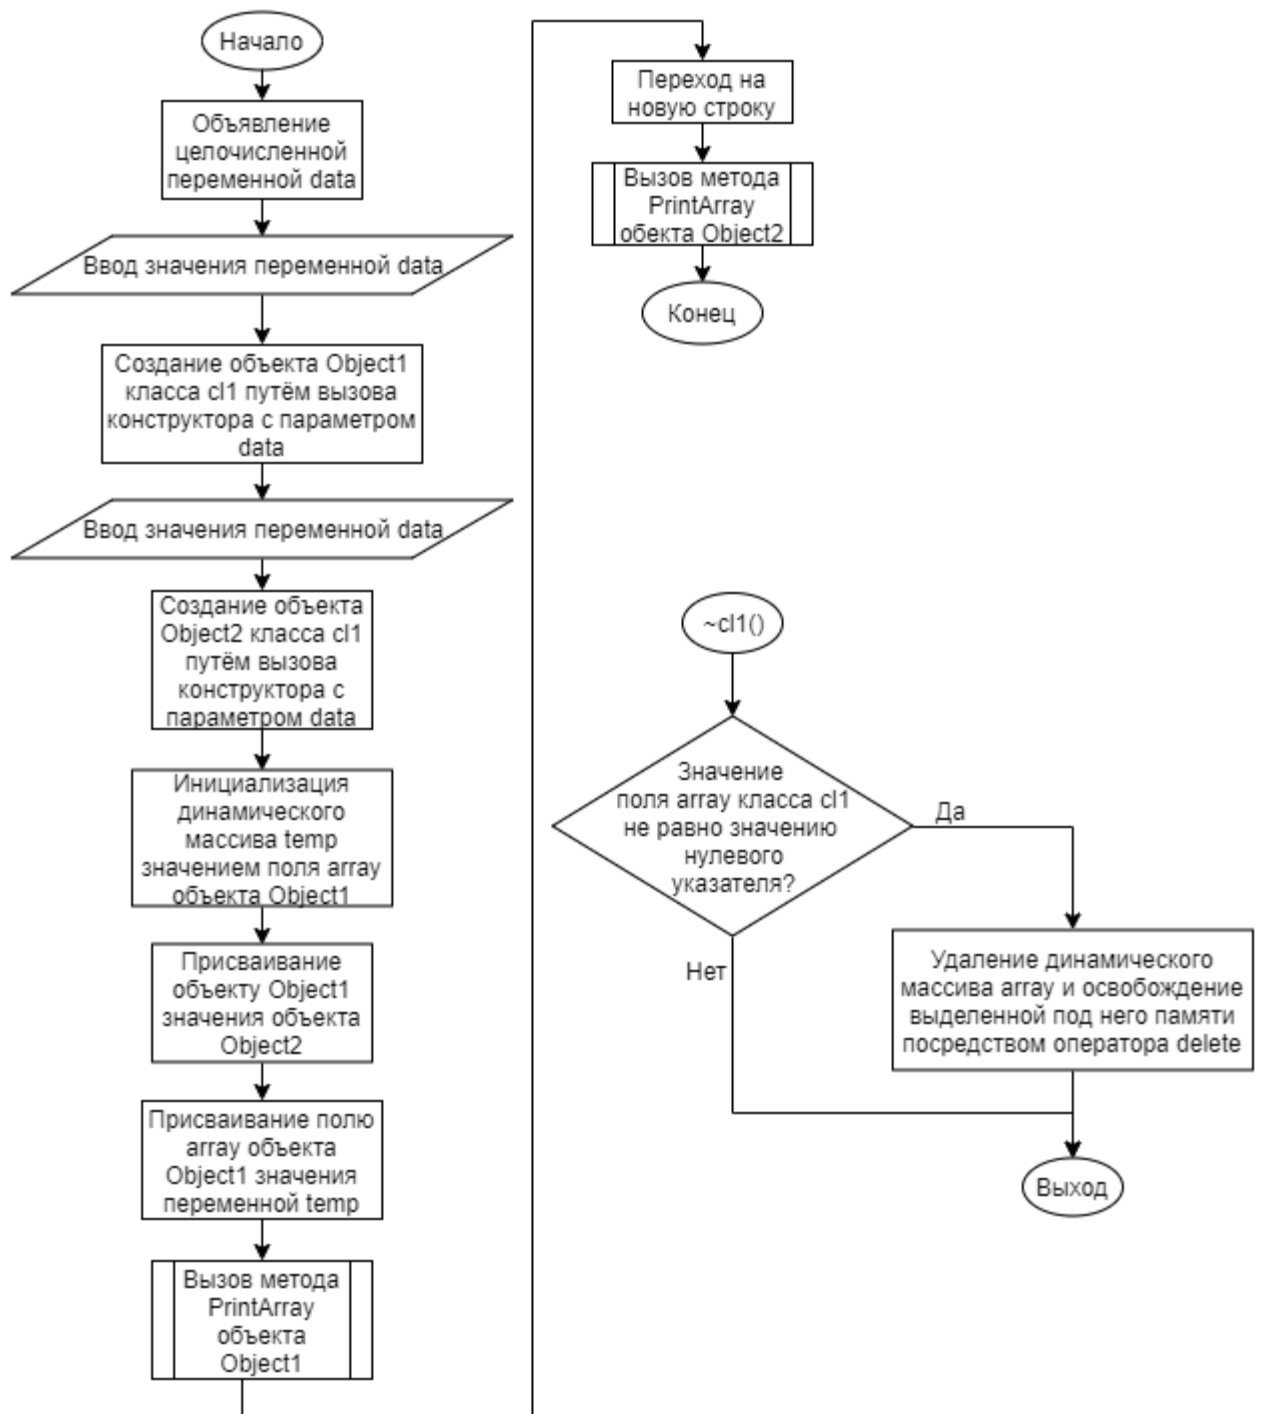 Начало
Объявление
целочисленной
переменной data
Ввод значения переменной data
Создание объекта Object1
класса cl1 путём вызова
конструктора с параметром
data
Ввод значения переменной data
Создание объекта
Object2 класса cl1
путём вызова
конструктора с
параметром data
Инициализация
динамического
массива temp
значением поля array
объекта Object1
Присваивание
объекту Object1
значения объекта
Object2
Присваивание полю
array объекта
Object1 значения
переменной temp
Вызов метода
PrintArray
объекта
Object1
Переход на
новую строку
Вызов метода
PrintArray
обекта Object2
Конец
~cl1()
Значение
поля array класса cl1
не равно значению
нулевого
указателя?
Да
Нет
Удаление динамического
массива array и освобождение
выделенной под него памяти
посредством оператора delete
Выход